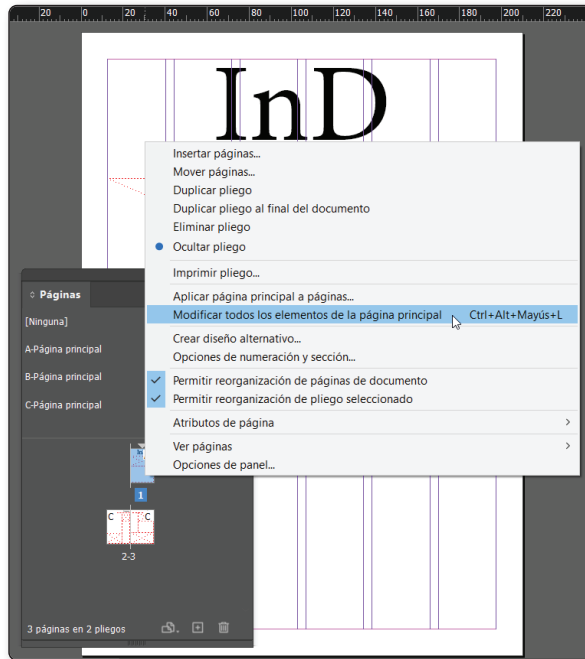 20 0 20 40 60 80 100 120 140 160 180 200 220
InD
Insertar páginas...
Mover páginas...
Duplicar pliego
Duplicar pliego al final del documento
Eliminar pliego
Ocultar pliego
Imprimir pliego...
Aplicar página principal a páginas...
Modificar todos los elementos de la página principal Ctrl+Alt+Mayús+L
Crear diseño alternativo...
Opciones de numeración y sección...
Permitir reorganización de páginas de documento
Permitir reorganización de pliego seleccionado
Atributos de página
Ver páginas
Opciones de panel...
Páginas
[Ninguna]
A-Página principal
B-Página principal
C-Página principal
1
C C
2-3
3 páginas en 2 pliegos